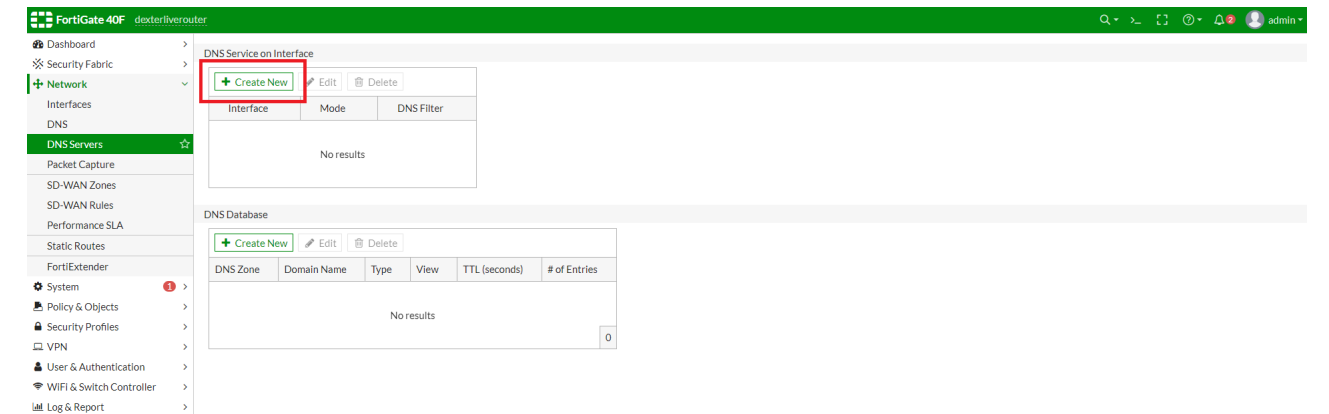 FortiGate 40F dexterliverouter
>_ 2 admin
Dashboard
Security Fabric
Network
Interfaces
DNS
DNS Servers
Packet Capture
SD-WAN Zones
SD-WAN Rules
Performance SLA
Static Routes
FortiExtender
System 1
Policy & Objects
Security Profiles
VPN
User & Authentication
WiFi & Switch Controller
Log & Report
DNS Service on Interface
+ Create New Edit Delete
Interface Mode DNS Filter
No results
DNS Database
+ Create New Edit Delete
DNS Zone Domain Name Type View TTL (seconds) # of Entries
No results
0